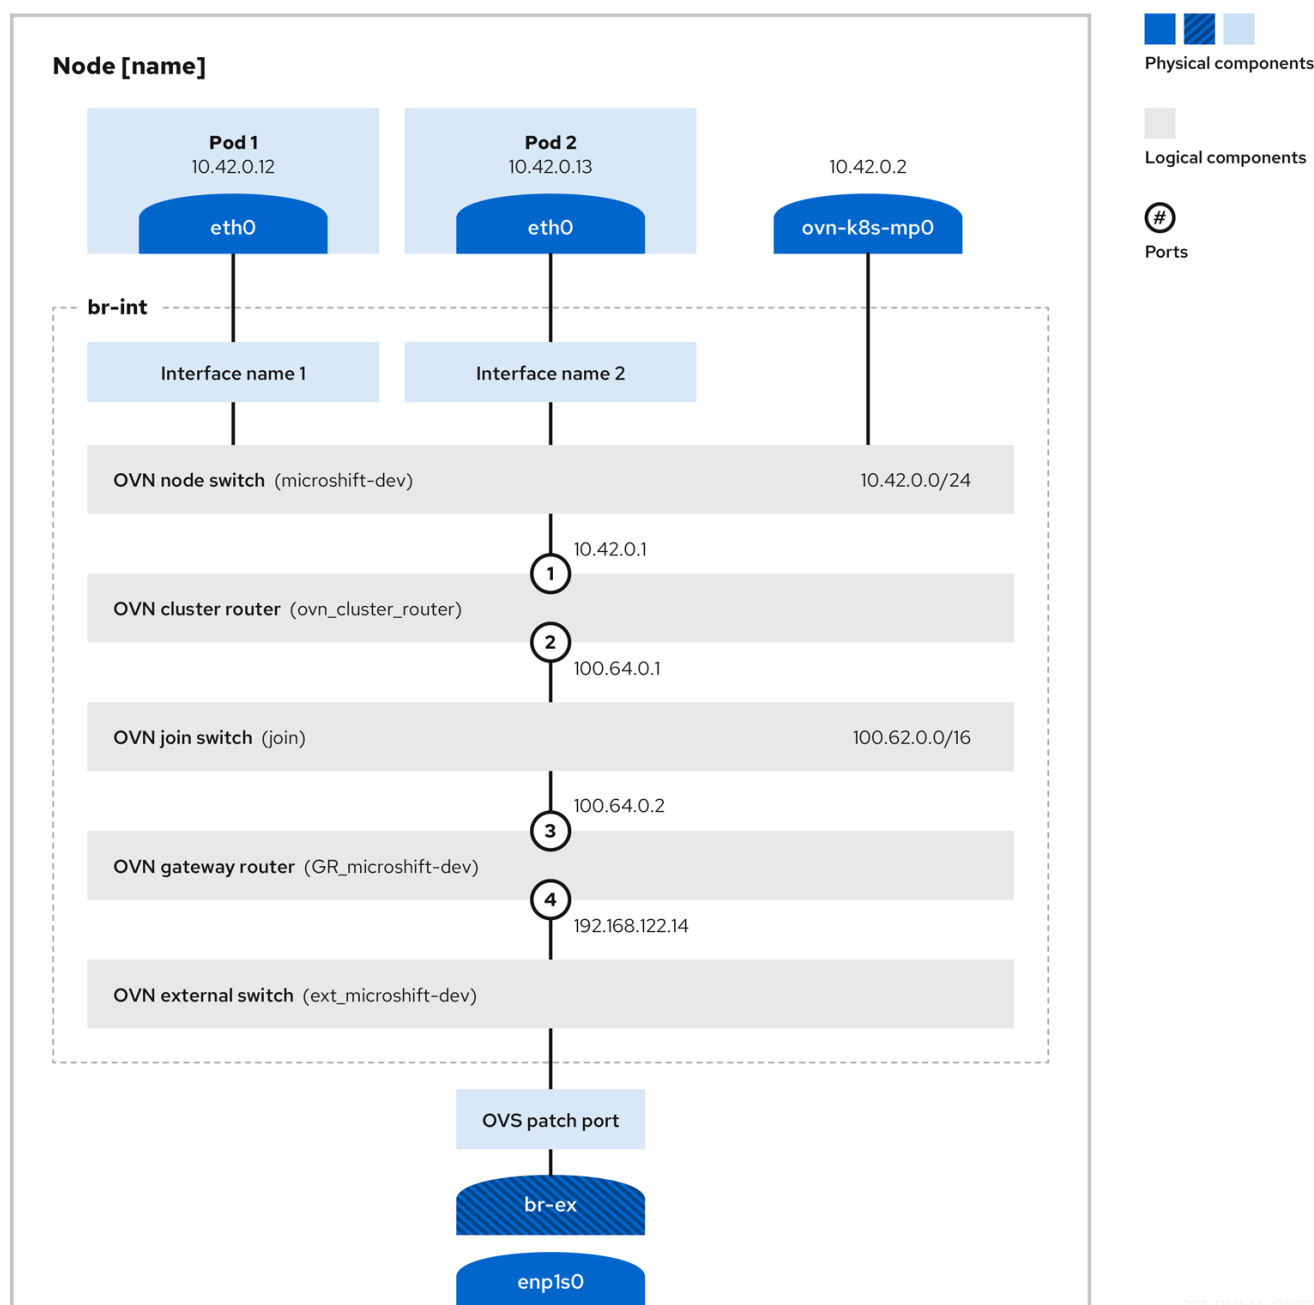 Node [name]
Physical components
Logical components
#
Ports
Pod 1
10.42.0.12
eth0
Pod 2
10.42.0.13
eth0
10.42.0.2
ovn-k8s-mp0
br-int
Interface name 1
Interface name 2
OVN node switch (microshift-dev) 10.42.0.0/24
10.42.0.1
1
OVN cluster router (ovn_cluster_router)
2
100.64.0.1
OVN join switch (join) 100.62.0.0/16
100.64.0.2
3
OVN gateway router (GR_microshift-dev)
4
192.168.122.14
OVN external switch (ext_microshift-dev)
OVS patch port
br-ex
enp1s0